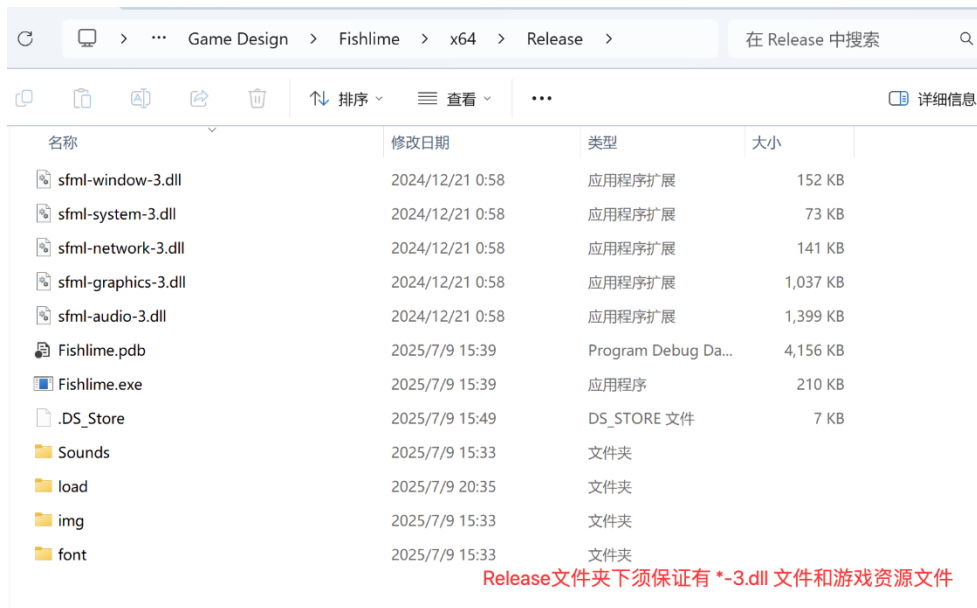 Game Design > Fishlime > x64 > Release >
在 Release 中搜索
排序 查看 ··· 详细信息
名称 修改日期 类型 大小
sfml-window-3.dll 2024/12/21 0:58 应用程序扩展 152 KB
sfml-system-3.dll 2024/12/21 0:58 应用程序扩展 73 KB
sfml-network-3.dll 2024/12/21 0:58 应用程序扩展 141 KB
sfml-graphics-3.dll 2024/12/21 0:58 应用程序扩展 1,037 KB
sfml-audio-3.dll 2024/12/21 0:58 应用程序扩展 1,399 KB
Fishlime.pdb 2025/7/9 15:39 Program Debug Da... 4,156 KB
Fishlime.exe 2025/7/9 15:39 应用程序 210 KB
.DS_Store 2025/7/9 15:49 DS_STORE 文件 7 KB
Sounds 2025/7/9 15:33 文件夹
load 2025/7/9 20:35 文件夹
img 2025/7/9 15:33 文件夹
font 2025/7/9 15:33 文件夹
Release文件夹下须保证有 *-3.dll 文件和游戏资源文件